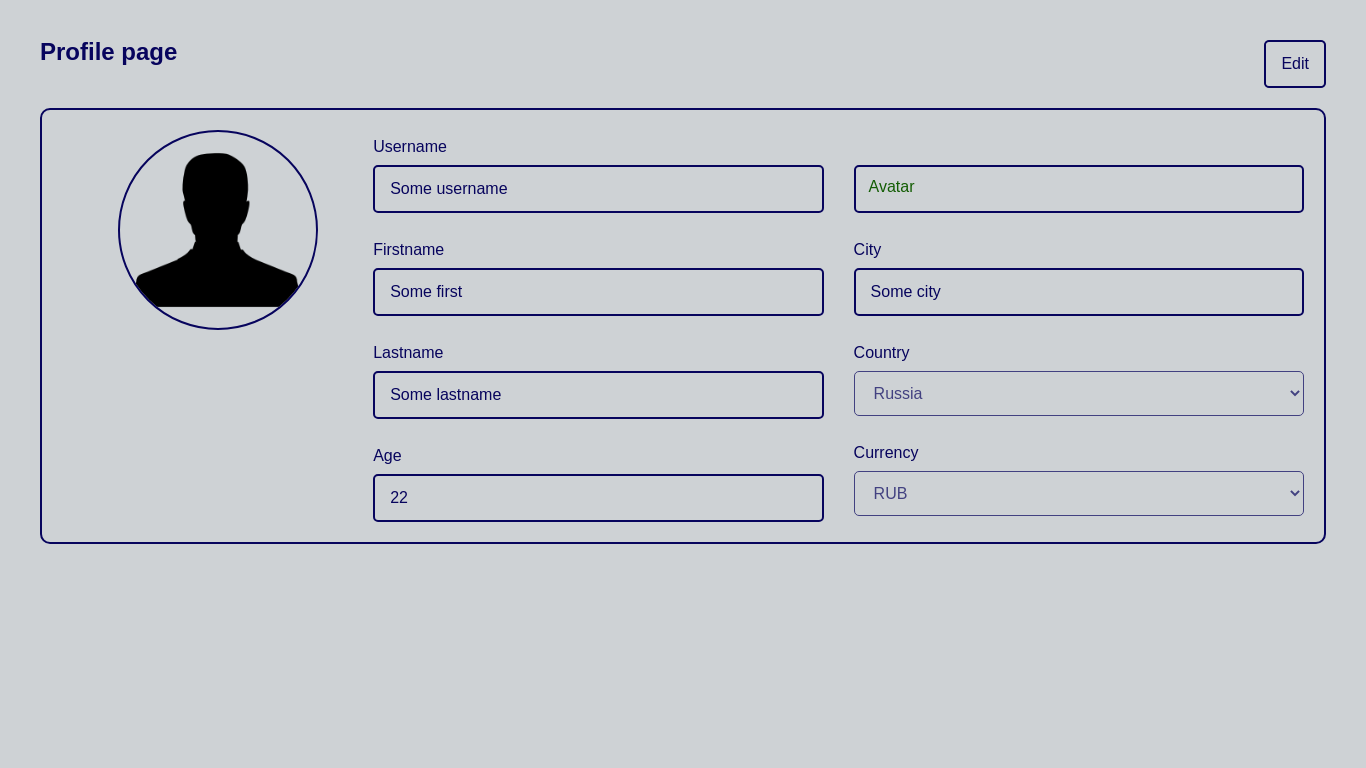 Profile page
Edit
Username
Some username
Avatar
Firstname
Some first
City
Some city
Lastname
Some lastname
Country
Russia
Age
22
Currency
RUB